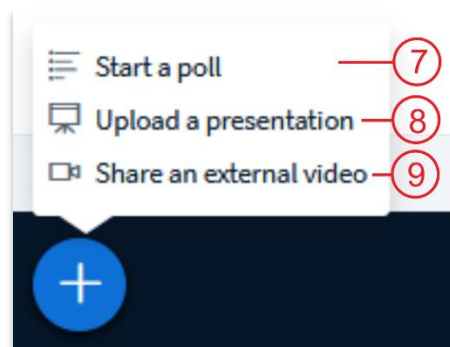 Start a poll 7
Upload a presentation 8
Share an external video 9